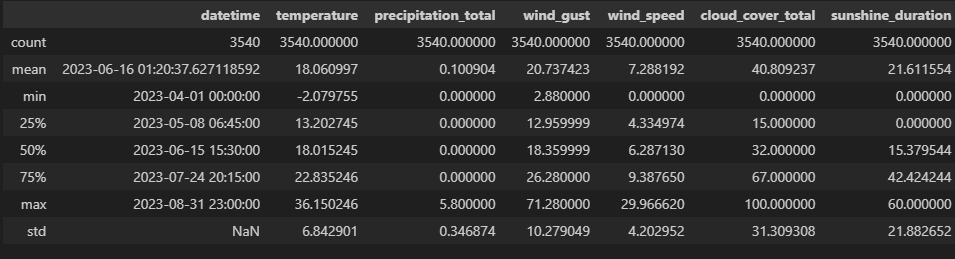 datetime temperature precipitation_total wind_gust wind_speed cloud_cover_total sunshine_duration
count 3540 3540.000000 3540.000000 3540.000000 3540.000000 3540.000000 3540.000000
mean 2023-06-16 01:20:37.627118592 18.060997 0.100904 20.737423 7.288192 40.809237 21.611554
min 2023-04-01 00:00:00 -2.079755 0.000000 2.880000 0.000000 0.000000 0.000000
25% 2023-05-08 06:45:00 13.202745 0.000000 12.959999 4.334974 15.000000 0.000000
50% 2023-06-15 15:30:00 18.015245 0.000000 18.359999 6.287130 32.000000 15.379544
75% 2023-07-24 20:15:00 22.835246 0.000000 26.280000 9.387650 67.000000 42.424244
max 2023-08-31 23:00:00 36.150246 5.800000 71.280000 29.966620 100.000000 60.000000
std NaN 6.842901 0.346874 10.279049 4.202952 31.309308 21.882652